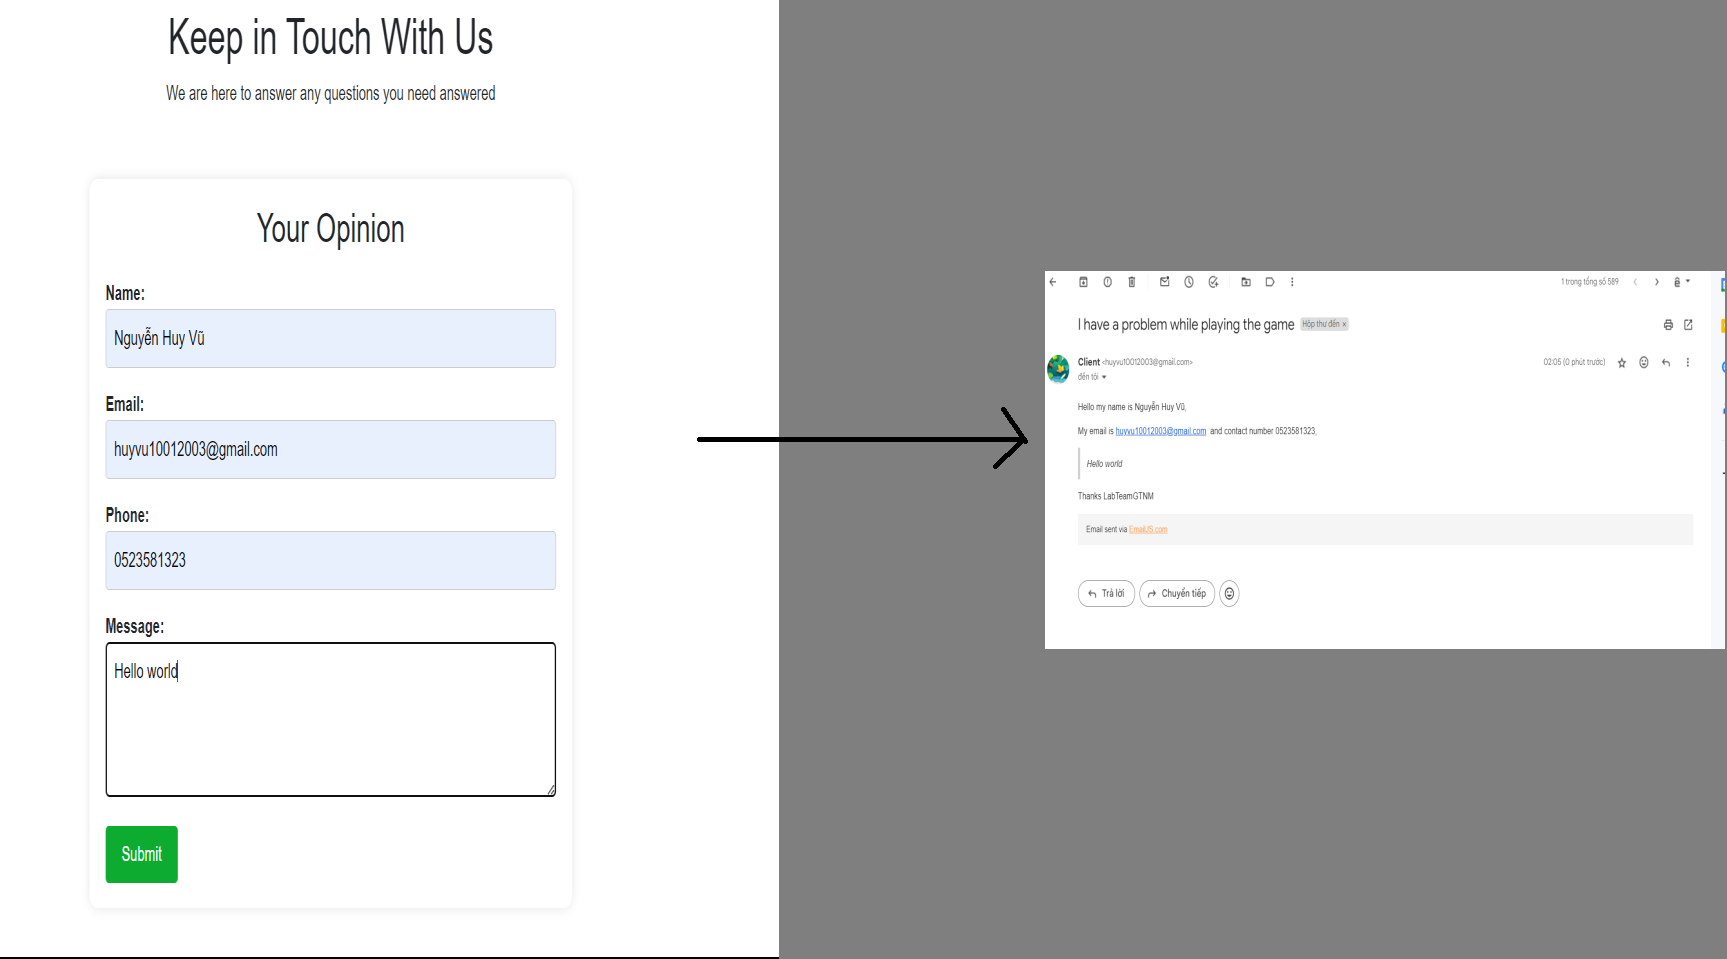 Keep in Touch With Us
We are here to answer any questions you need answered
Your Opinion
Name:
Nguyễn Huy Vũ
Email:
huyvu10012003@gmail.com
Phone:
0523581323
Message:
Hello world
Submit
1 trong tổng số 589
I have a problem while playing the game Hộp thư đến ×
Client <huyvu10012003@gmail.com> 02:05 (0 phút trước)
đến tôi
Hello my name is Nguyễn Huy Vũ,
My email is huyvu10012003@gmail.com and contact number 0523581323,
Hello world
Thanks LabTeamGTNM
Email sent via EmailJS.com
Trả lời Chuyển tiếp